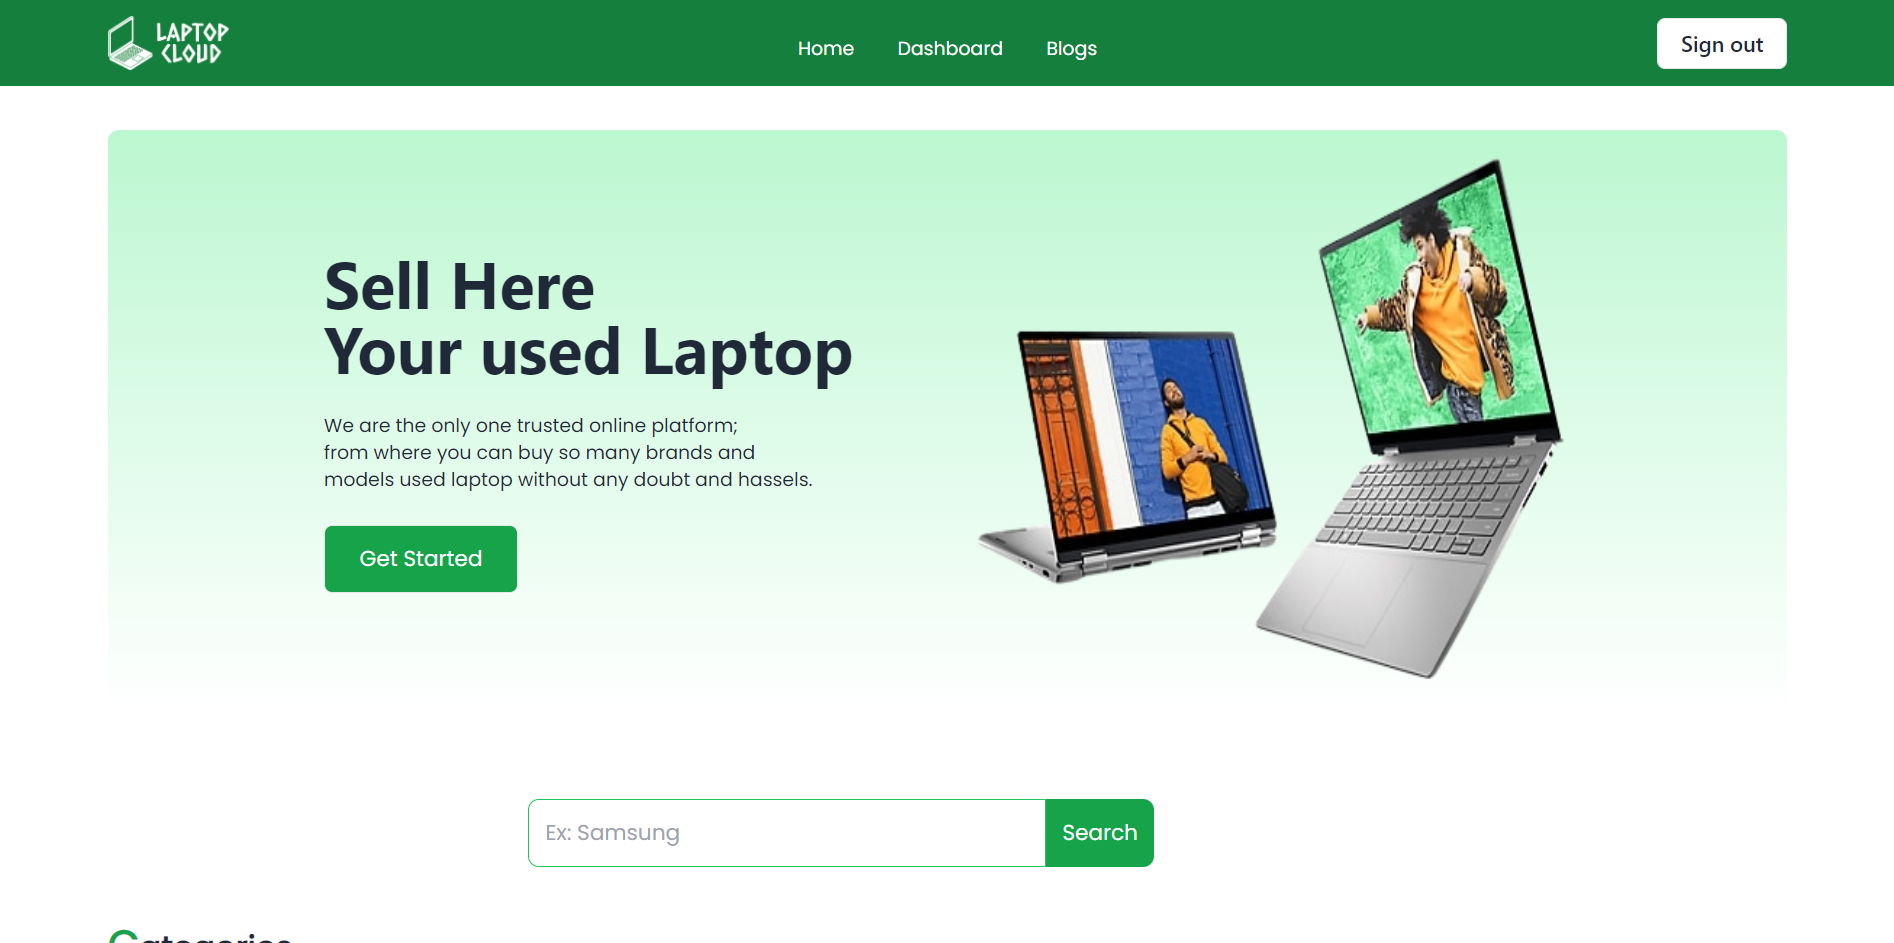 LAPTOP
CLOUD
Home
Dashboard
Blogs
Sign out
Sell Here
Your used Laptop
We are the only one trusted online platform;
from where you can buy so many brands and
models used laptop without any doubt and hassels.
Get Started
Ex: Samsung
Search
Categories